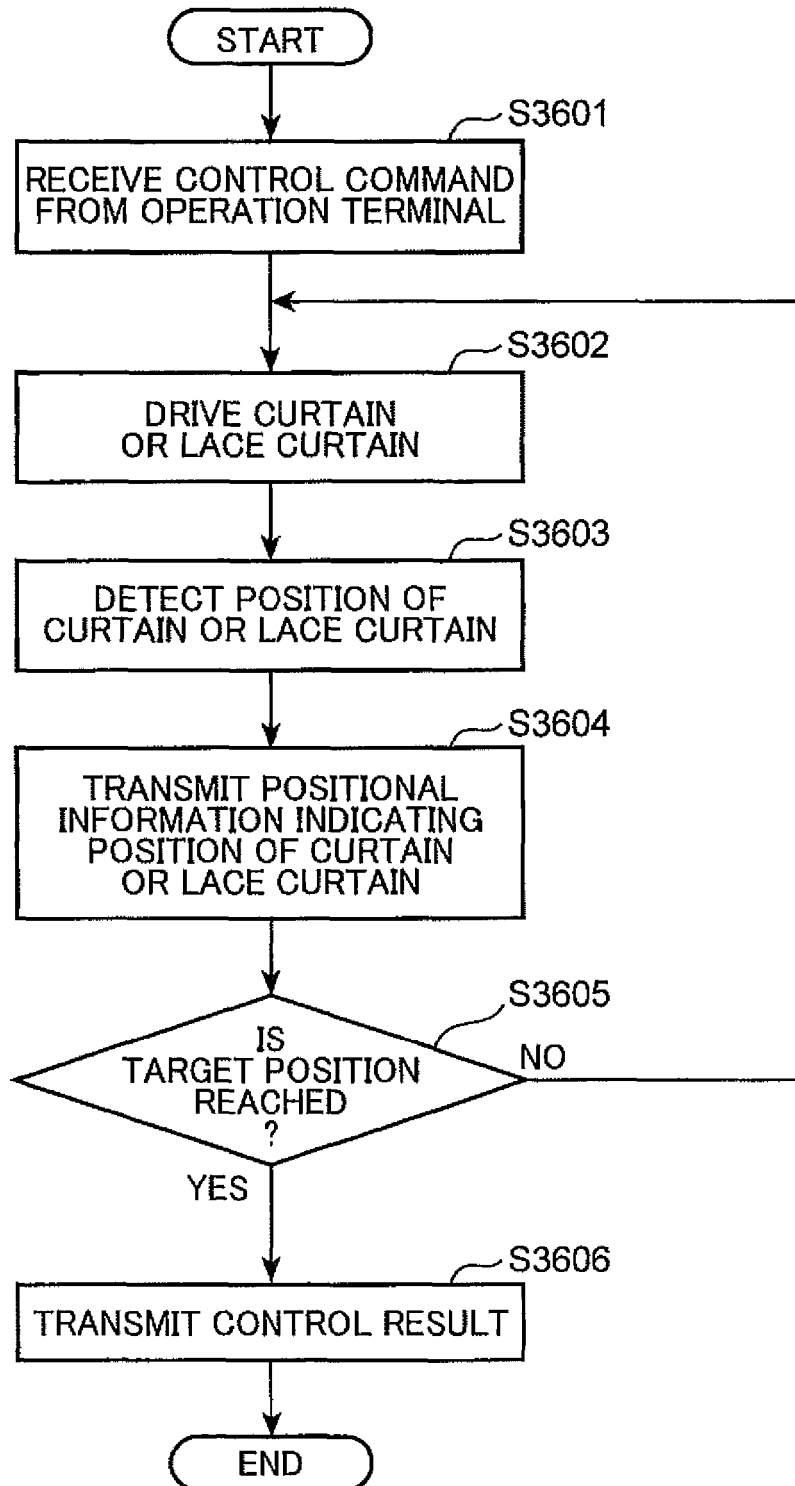 START
S3601
RECEIVE CONTROL COMMAND
FROM OPERATION TERMINAL
S3602
DRIVE CURTAIN
OR LACE CURTAIN
S3603
DETECT POSITION OF
CURTAIN OR LACE CURTAIN
S3604
TRANSMIT POSITIONAL
INFORMATION INDICATING
POSITION OF CURTAIN
OR LACE CURTAIN
S3605
IS
TARGET POSITION
REACHED
?
NO
YES
S3606
TRANSMIT CONTROL RESULT
END